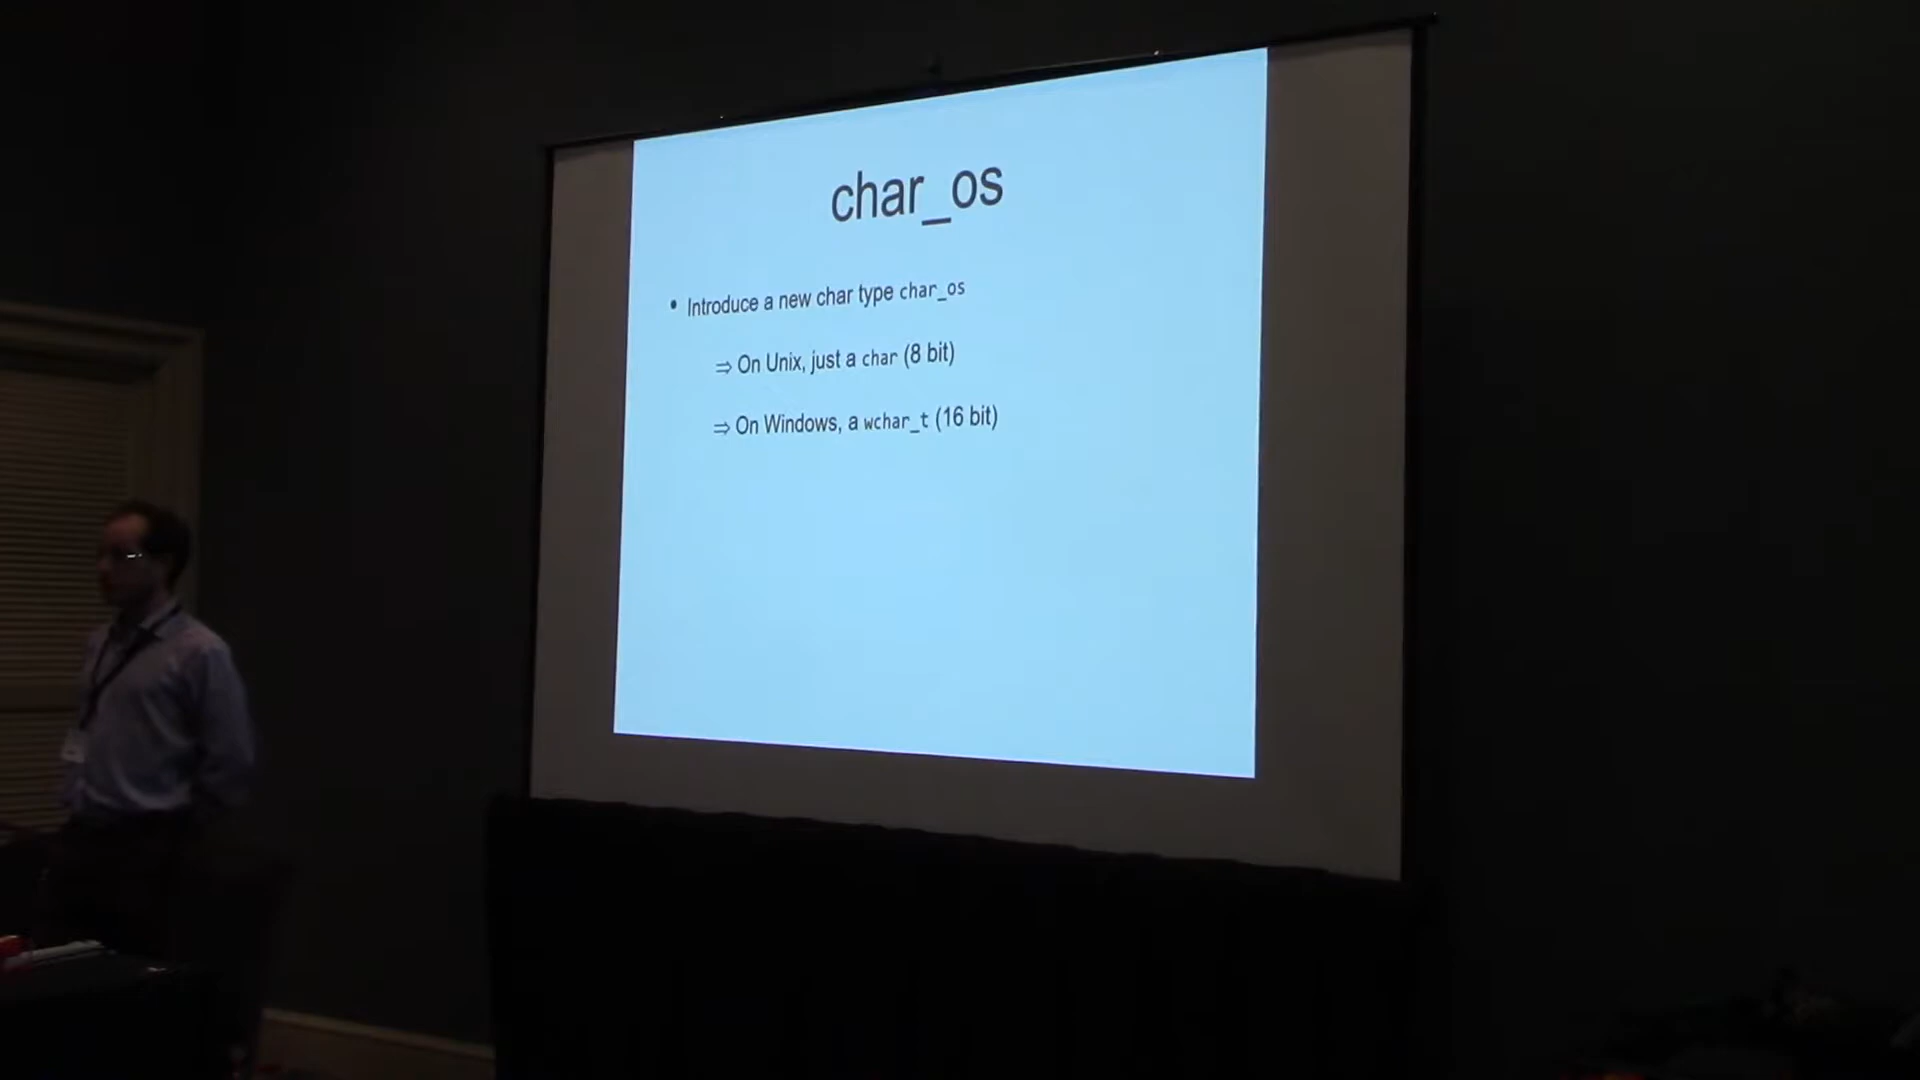 char_os
• Introduce a new char type char_os
⇒ On Unix, just a char (8 bit)
⇒ On Windows, a wchar_t (16 bit)